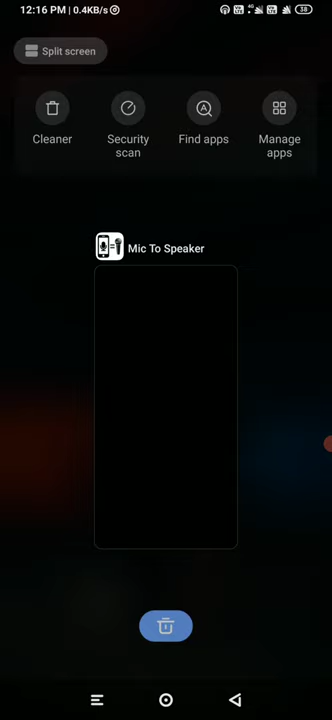 12:16 PM | 0.4KB/s
38
Split screen
Cleaner
Security scan
Find apps
Manage apps
Mic To Speaker